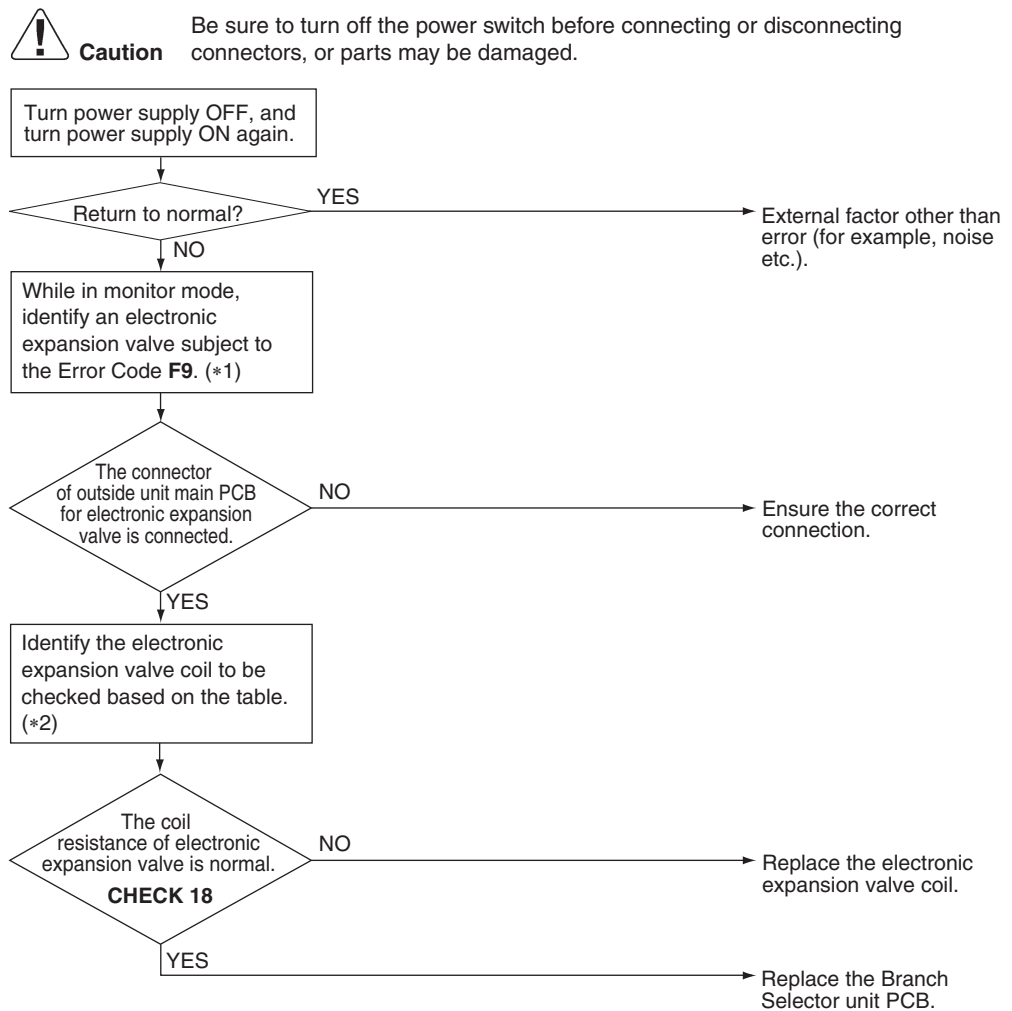 Be sure to turn off the power switch before connecting or disconnecting
Caution connectors, or parts may be damaged.
Turn power supply OFF, and
turn power supply ON again.
Return to normal?
YES
External factor other than
error (for example, noise
etc.).
NO
While in monitor mode,
identify an electronic
expansion valve subject to
the Error Code F9. (*1)
The connector
of outside unit main PCB
for electronic expansion
valve is connected.
NO
Ensure the correct
connection.
YES
Identify the electronic
expansion valve coil to be
checked based on the table.
(*2)
The coil
resistance of electronic
expansion valve is normal.
CHECK 18
NO
Replace the electronic
expansion valve coil.
YES
Replace the Branch
Selector unit PCB.